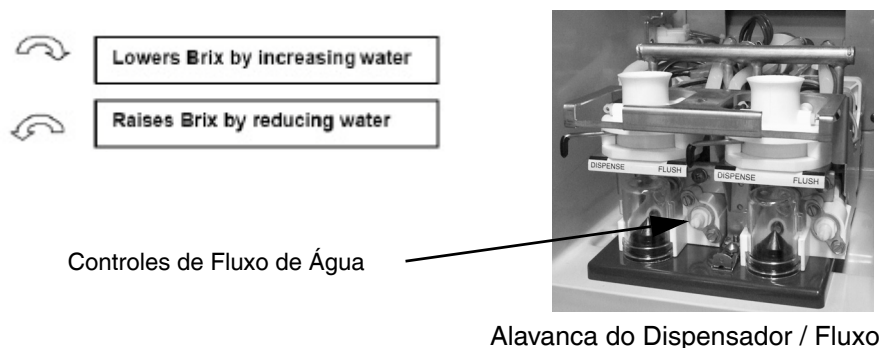 Lowers Brix by increasing water
Raises Brix by reducing water
DISPENSE FLUSH DISPENSE FLUSH
Controles de Fluxo de Água
Alavanca do Dispensador / Fluxo